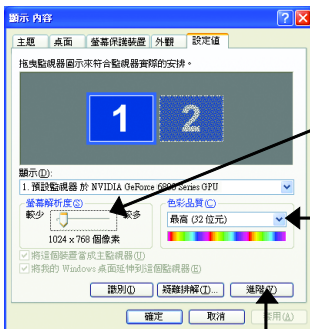 顯示 內容
主題 桌面 螢幕保護裝置 外觀 設定値
拖曳監視器圖示來符合監視器實際的安排。
1 2
顯示(D):
1. 預設監視器 於 NVIDIA GeForce 6800 Series GPU
螢幕解析度(S) 色彩品質(C)
較少 較多 最高 (32 位元)
1024 x 768 個像素
將這個裝置當成主監視器(U)
將我的 Windows 桌面延伸到這個監視器(E)
識別(I) 疑難排解(T)... 進階(V)
確定 取消 套用(A)